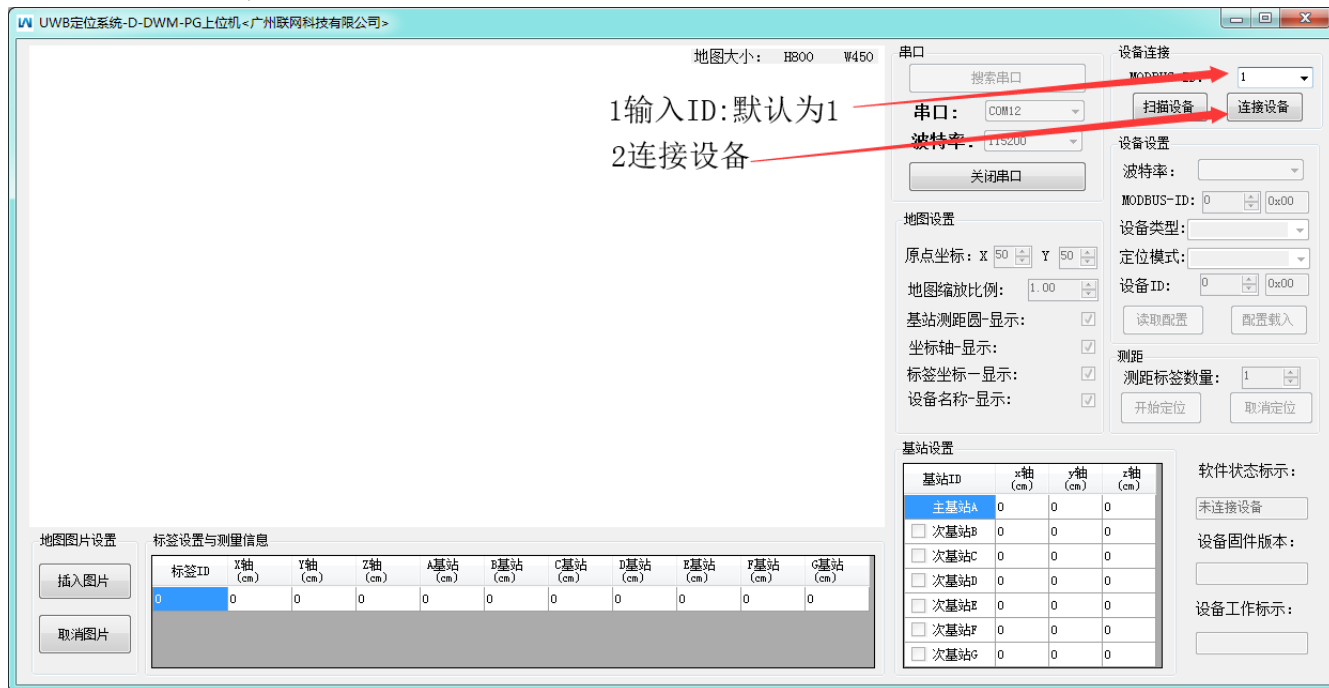 UWB定位系统-D-DWM-PG上位机<广州联网科技有限公司>
地图大小： H800 W450
1输入ID:默认为1
2连接设备
串口
搜索串口
串口： COM12
波特率： 115200
关闭串口
设备连接
MODBUS-ID: 1
扫描设备 连接设备
设备设置
波特率：
MODBUS-ID: 0 0x00
设备类型:
定位模式:
设备ID: 0 0x00
读取配置 配置载入
地图设置
原点坐标: X 50 Y 50
地图缩放比例: 1.00
基站测距圆-显示:
坐标轴-显示:
标签坐标—显示:
设备名称-显示:
测距
测距标签数量: 1
开始定位 取消定位
基站设置
基站ID x轴(cm) y轴(cm) z轴(cm)
主基站A 0 0 0
次基站B 0 0 0
次基站C 0 0 0
次基站D 0 0 0
次基站E 0 0 0
次基站F 0 0 0
次基站G 0 0 0
软件状态标示:
未连接设备
设备固件版本:
设备工作标示:
地图图片设置
插入图片
取消图片
标签设置与测量信息
标签ID X轴(cm) Y轴(cm) Z轴(cm) A基站(cm) B基站(cm) C基站(cm) D基站(cm) E基站(cm) F基站(cm) G基站(cm)
0 0 0 0 0 0 0 0 0 0 0